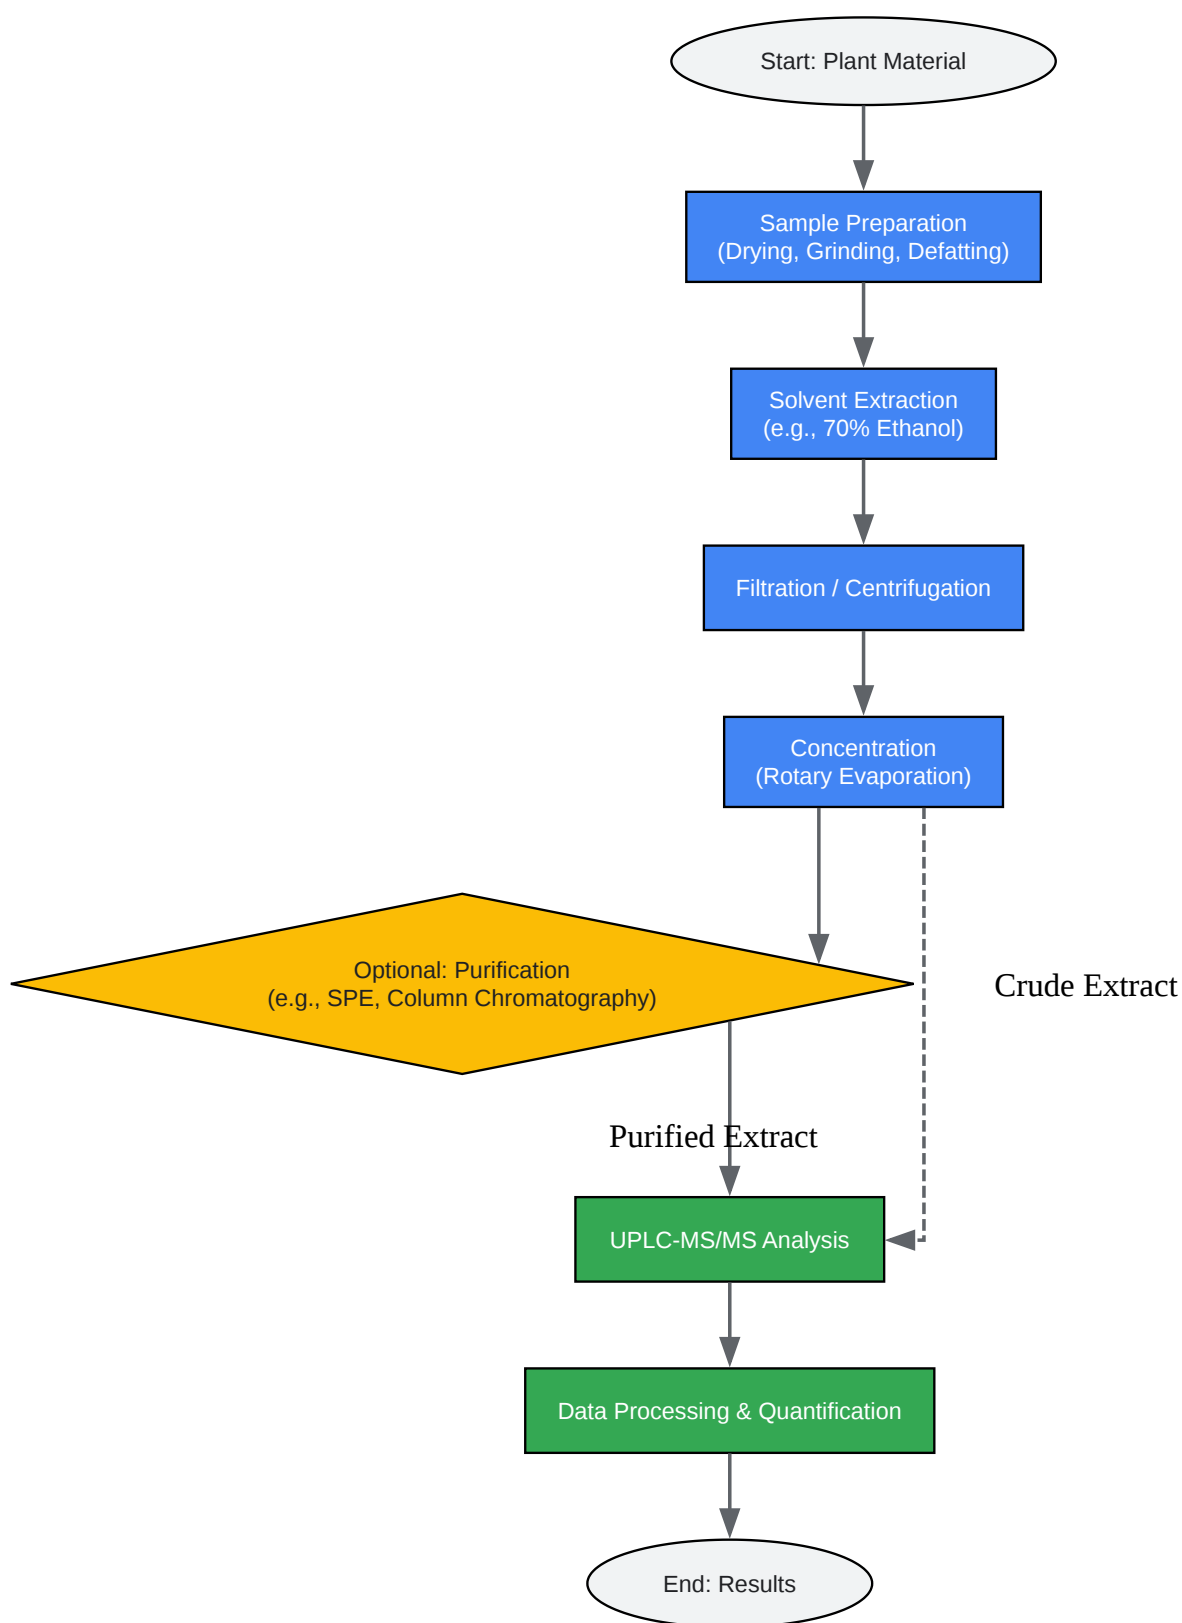 Start: Plant Material
Sample Preparation
(Drying, Grinding, Defatting)
Solvent Extraction
(e.g., 70% Ethanol)
Filtration / Centrifugation
Concentration
(Rotary Evaporation)
Optional: Purification
(e.g., SPE, Column Chromatography)
Crude Extract
Purified Extract
UPLC-MS/MS Analysis
Data Processing & Quantification
End: Results